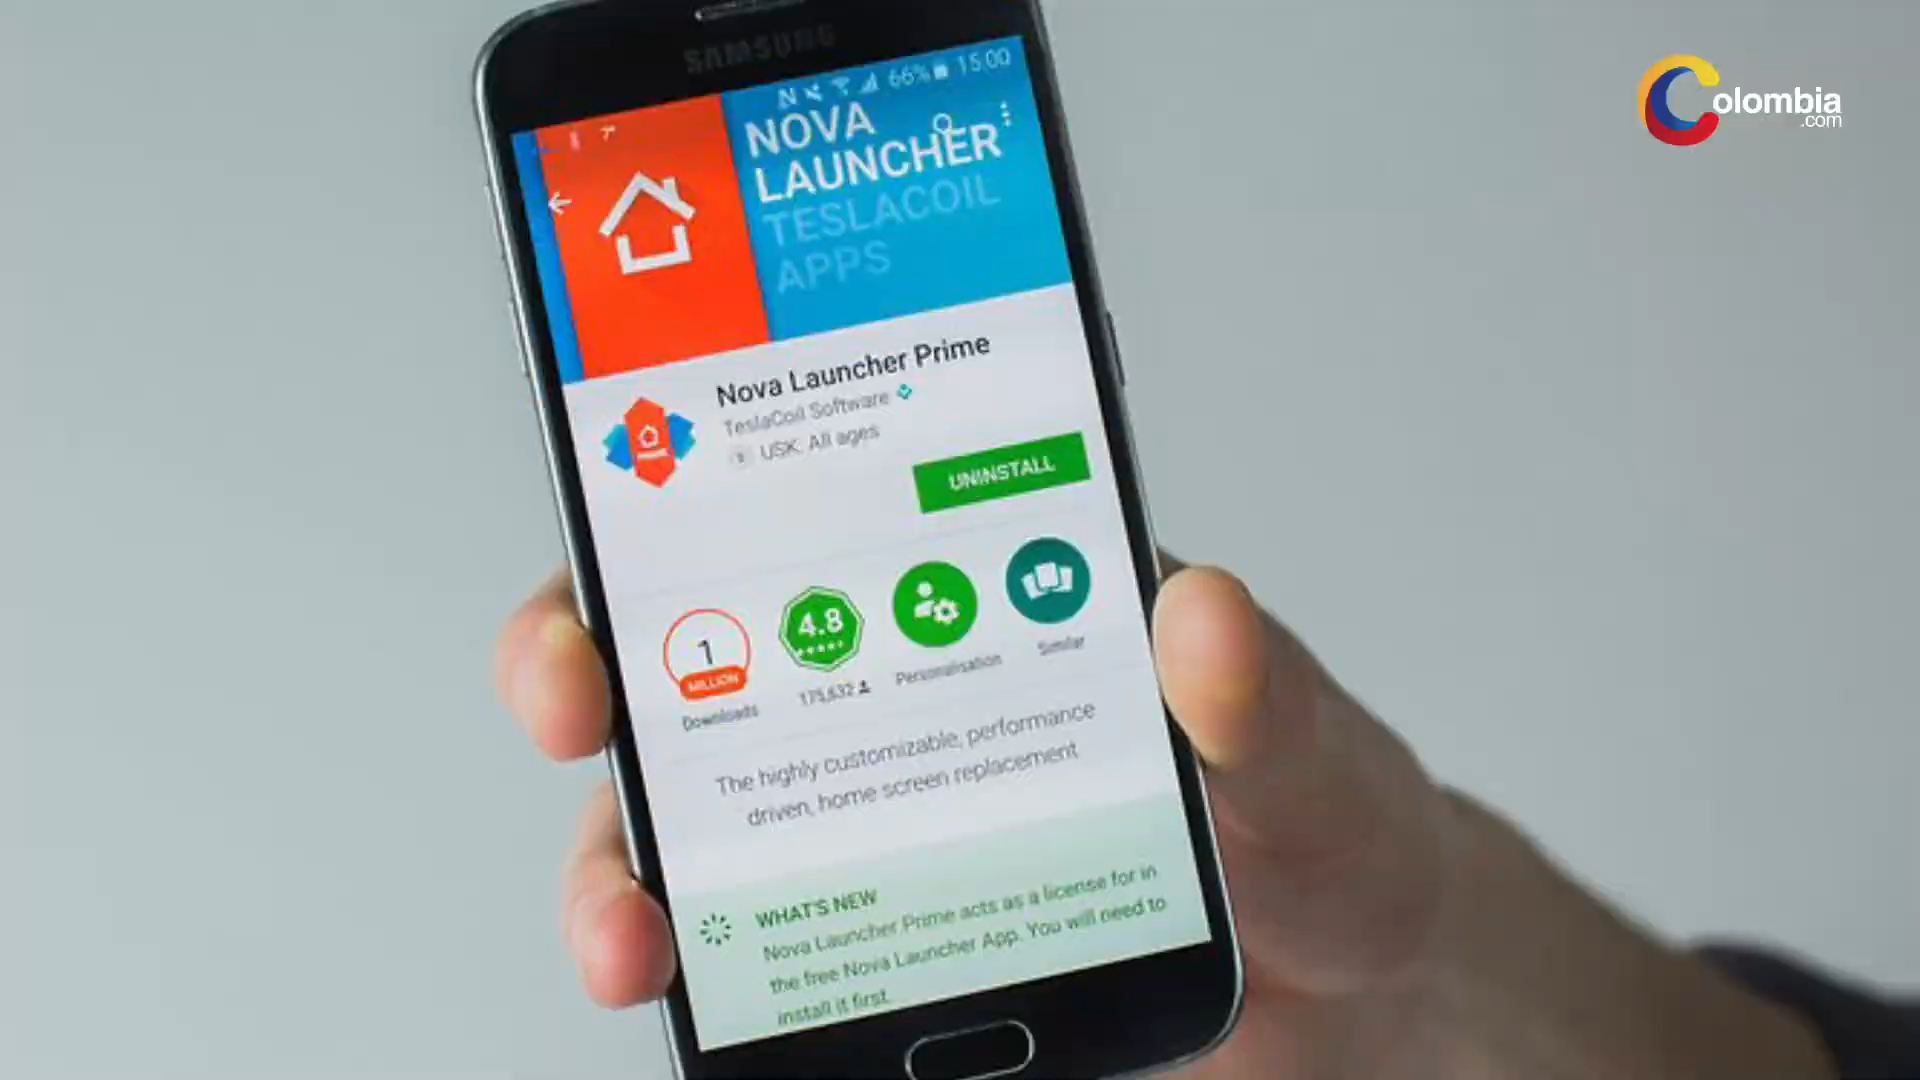 SAMSUNG
66% 15:00
NOVA
LAUNCHER
TESLACOIL
APPS
Nova Launcher Prime
TeslaCoil Software
USK: All ages
UNINSTALL
1
MILLION
Downloads
4.8
175,632
Personalisation
Similar
The highly customizable, performance
driven, home screen replacement
WHAT'S NEW
Nova Launcher Prime acts as a license for in
the free Nova Launcher App. You will need to
install it first.
Colombia
.com